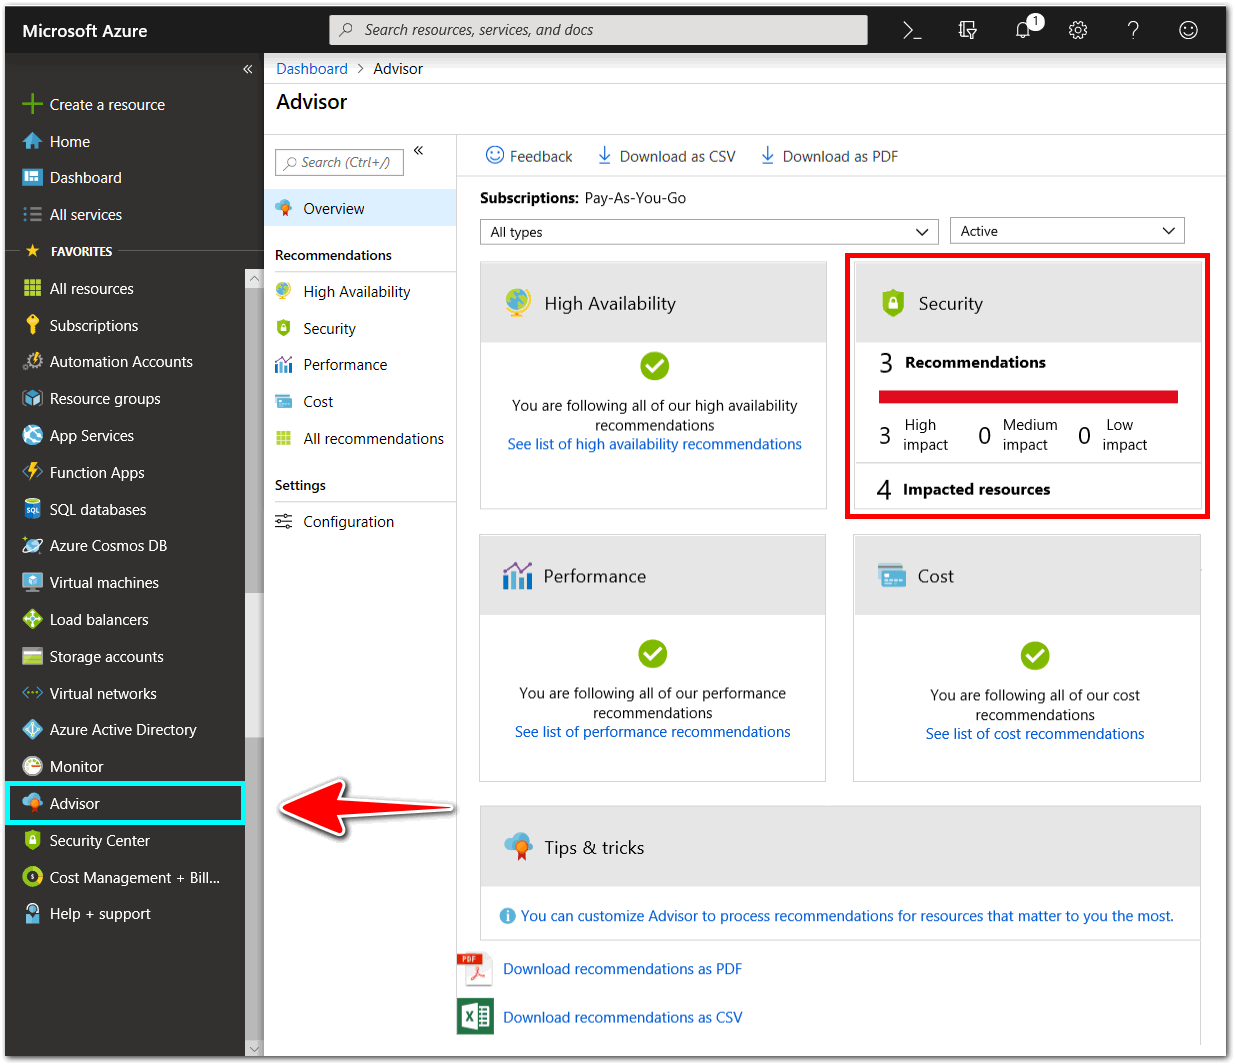 Microsoft Azure
Search resources, services, and docs
1
«
Create a resource
Home
Dashboard
All services
FAVORITES
All resources
Subscriptions
Automation Accounts
Resource groups
App Services
Function Apps
SQL databases
Azure Cosmos DB
Virtual machines
Load balancers
Storage accounts
Virtual networks
Azure Active Directory
Monitor
Advisor
Security Center
Cost Management + Bill...
Help + support
Dashboard > Advisor
Advisor
Search (Ctrl+/)
«
Overview
Recommendations
High Availability
Security
Performance
Cost
All recommendations
Settings
Configuration
Feedback
Download as CSV
Download as PDF
Subscriptions: Pay-As-You-Go
All types
Active
High Availability
You are following all of our high availability
recommendations
See list of high availability recommendations
Security
3 Recommendations
3 High impact
0 Medium impact
0 Low impact
4 Impacted resources
Performance
You are following all of our performance
recommendations
See list of performance recommendations
Cost
You are following all of our cost
recommendations
See list of cost recommendations
Tips & tricks
You can customize Advisor to process recommendations for resources that matter to you the most.
PDF
Download recommendations as PDF
Download recommendations as CSV